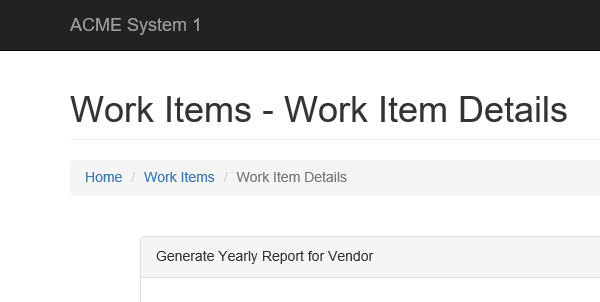 ACME System 1
Work Items - Work Item Details
Home / Work Items / Work Item Details
Generate Yearly Report for Vendor